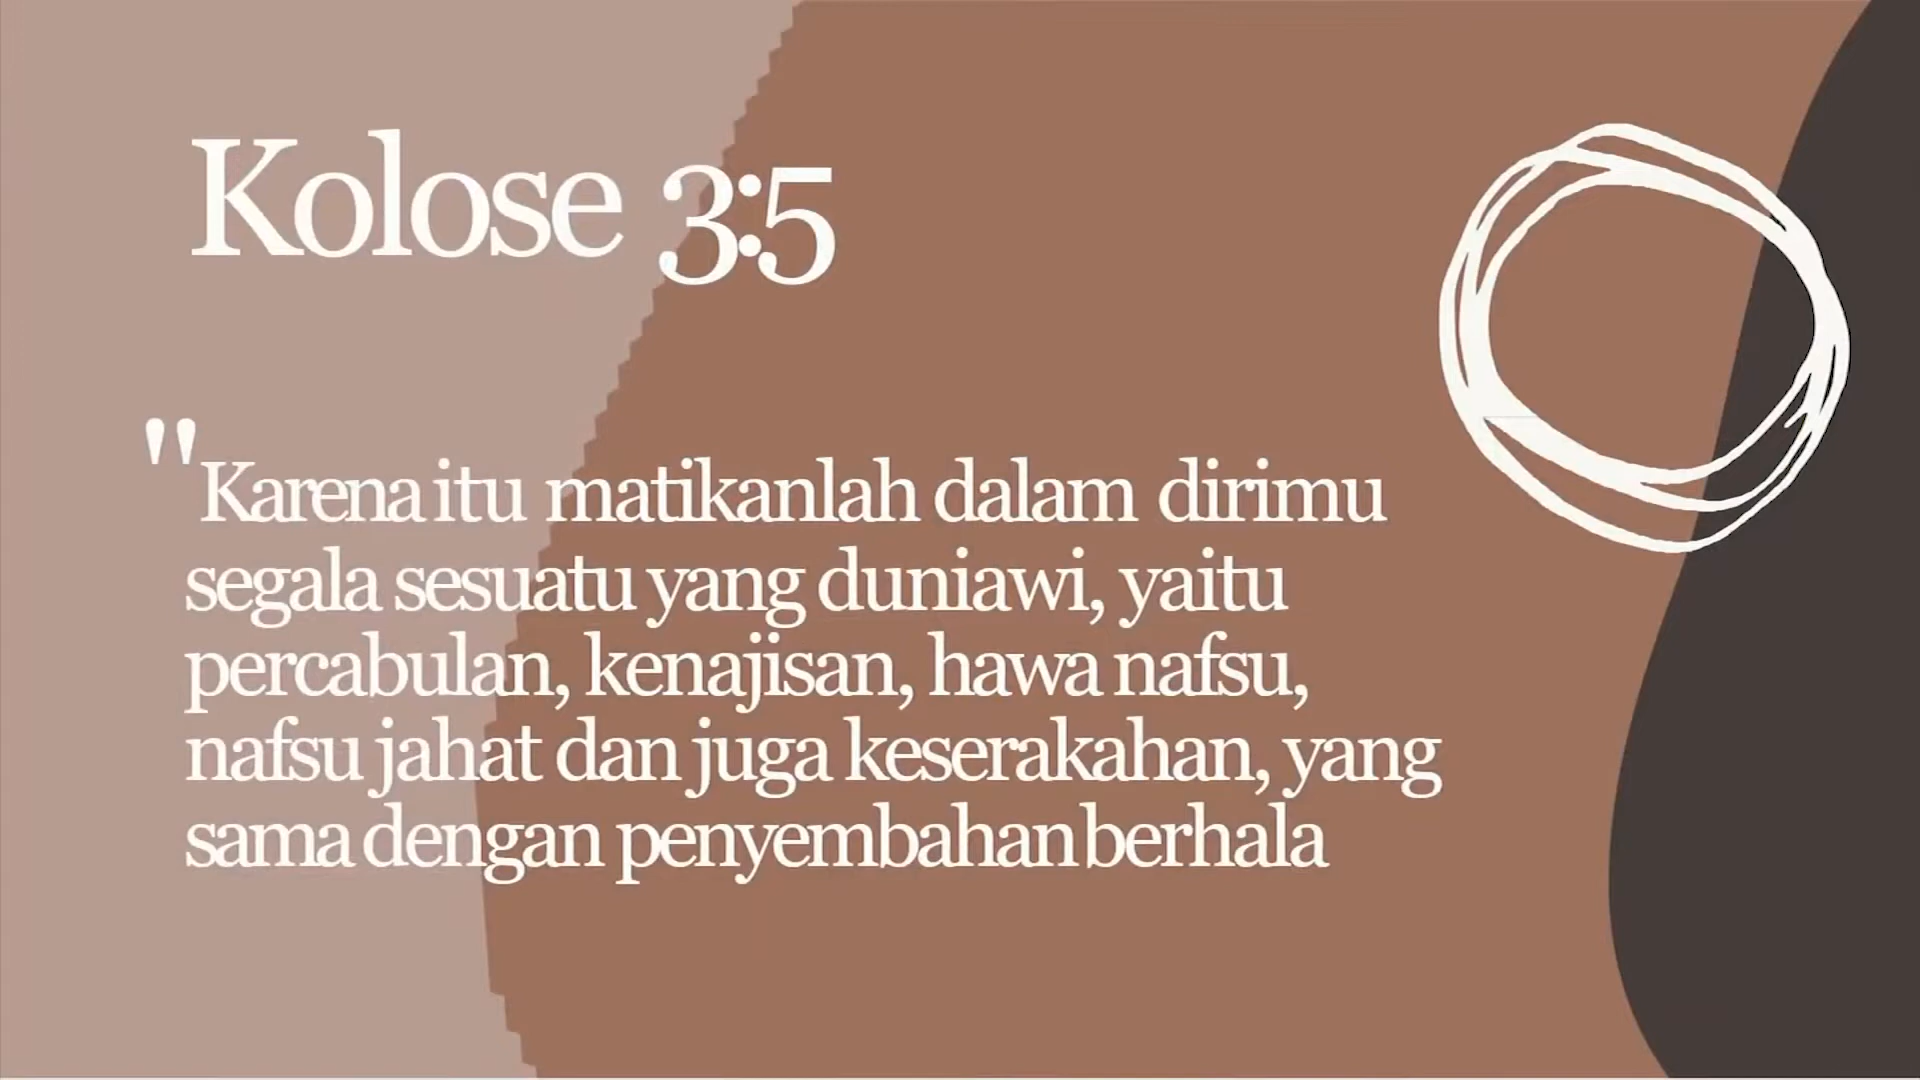 Kolose 3:5
"Karena itu matikanlah dalam dirimu
segala sesuatu yang duniawi, yaitu
percabulan, kenajisan, hawa nafsu,
nafsu jahat dan juga keserakahan, yang
sama dengan penyembahan berhala